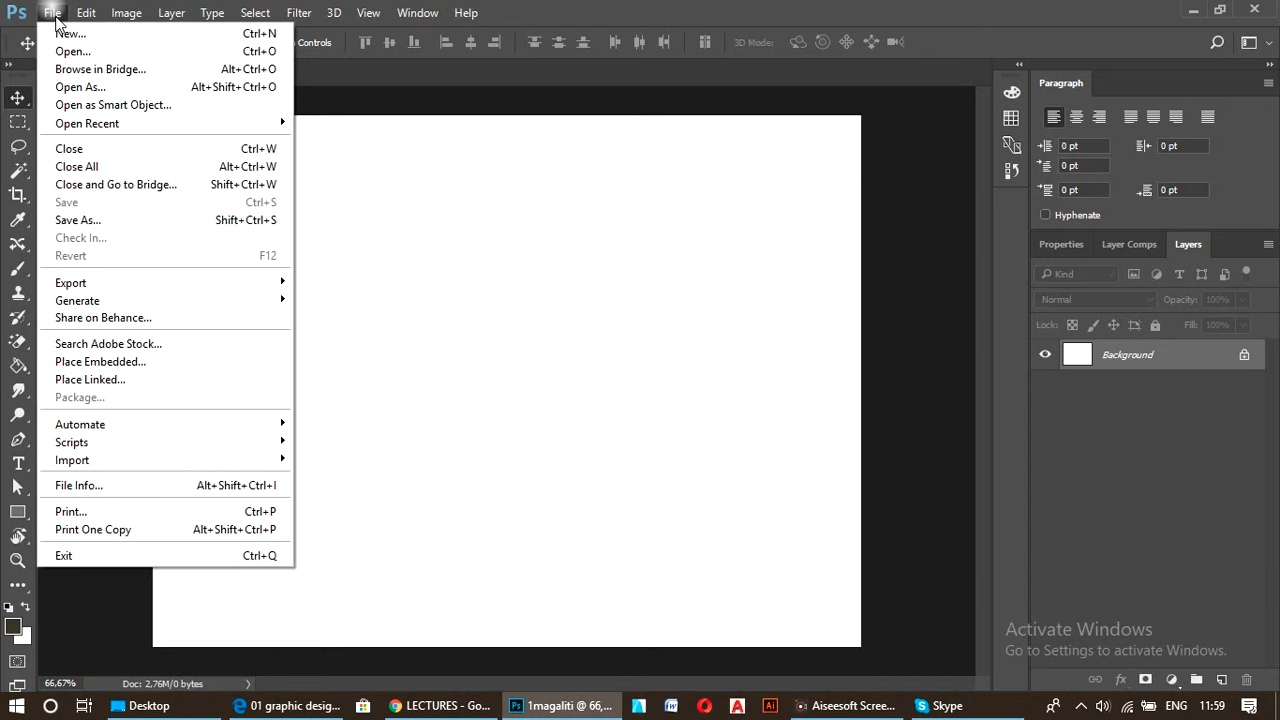 Ps File Edit Image Layer Type Select Filter 3D View Window Help
Controls 3D Mode:
New... Ctrl+N
Open... Ctrl+O
Browse in Bridge... Alt+Ctrl+O
Open As... Alt+Shift+Ctrl+O
Open as Smart Object...
Open Recent
Close Ctrl+W
Close All Alt+Ctrl+W
Close and Go to Bridge... Shift+Ctrl+W
Save Ctrl+S
Save As... Shift+Ctrl+S
Check In...
Revert F12
Export
Generate
Share on Behance...
Search Adobe Stock...
Place Embedded...
Place Linked...
Package...
Automate
Scripts
Import
File Info... Alt+Shift+Ctrl+I
Print... Ctrl+P
Print One Copy Alt+Shift+Ctrl+P
Exit Ctrl+Q
Paragraph
0 pt 0 pt
0 pt
0 pt 0 pt
Hyphenate
Properties Layer Comps Layers
Kind
Normal Opacity: 100%
Lock: Fill: 100%
Background
Activate Windows
Go to Settings to activate Windows.
66,67% Doc: 2,76M/0 bytes
Desktop 01 graphic desig... LECTURES - Go... Ps 1magaliti @ 66,... Ai Aiseesoft Scree... Skype ENG 1:59